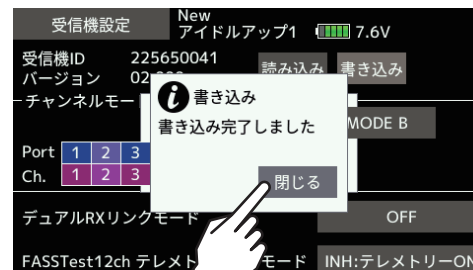 受信機設定
New
アイドルアップ1
7.6V
受信機ID 225650041
読み込み
書き込み
バージョン
チャンネルモー
書き込み
書き込み完了しました
MODE B
Port 1 2 3
Ch. 1 2 3
閉じる
デュアルRXリンクモード
OFF
FASSTest12ch テレメト
モード
INH:テレメトリーON